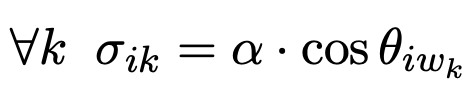 ∀k σ_{ik} = α · cos θ_{iw_k}